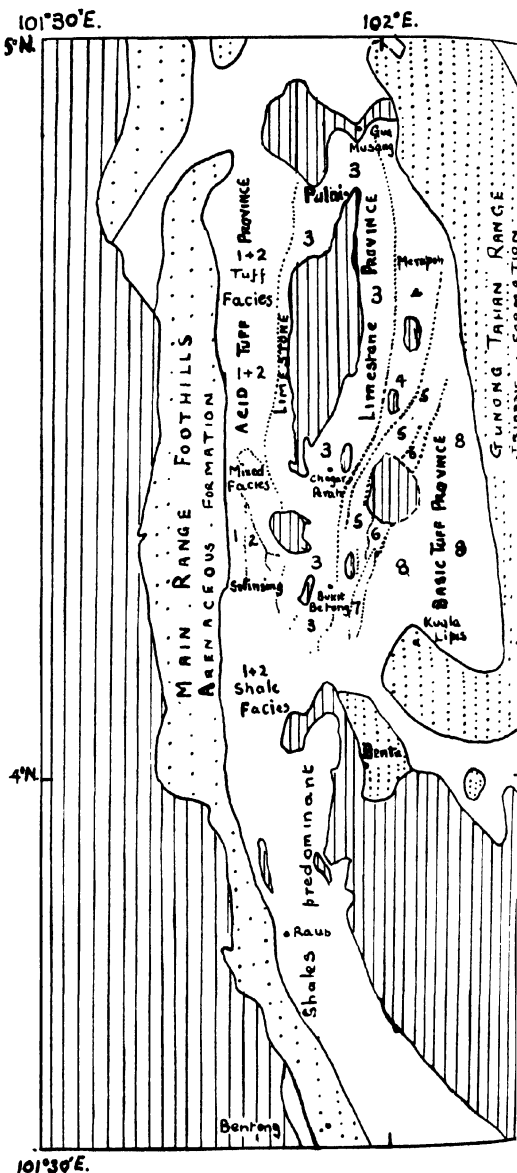 101°30'E.
102°E.
5°N.
Gua
Musang
3
Pulai
3
PROVINCE
1+2
Tuff
Facies
ACID TUFF
1+2
LIMESTONE
PROVINCE
Limestone
3
Merapoh
4
5
5
8
GUNONG TAHAN RANGE
MAIN RANGE FOOTHILLS
ARENACEOUS FORMATION
Mixed
Facies
3
Chegar
Perah
1
2
5
6
8
8
BASIC TUFF PROVINCE
3
Bukit
Betong
7
3
Kuala
Lipis
1+2
Shale
Facies
4°N.
Benta
Shales predominant
Raub
Bentong
101°30'E.